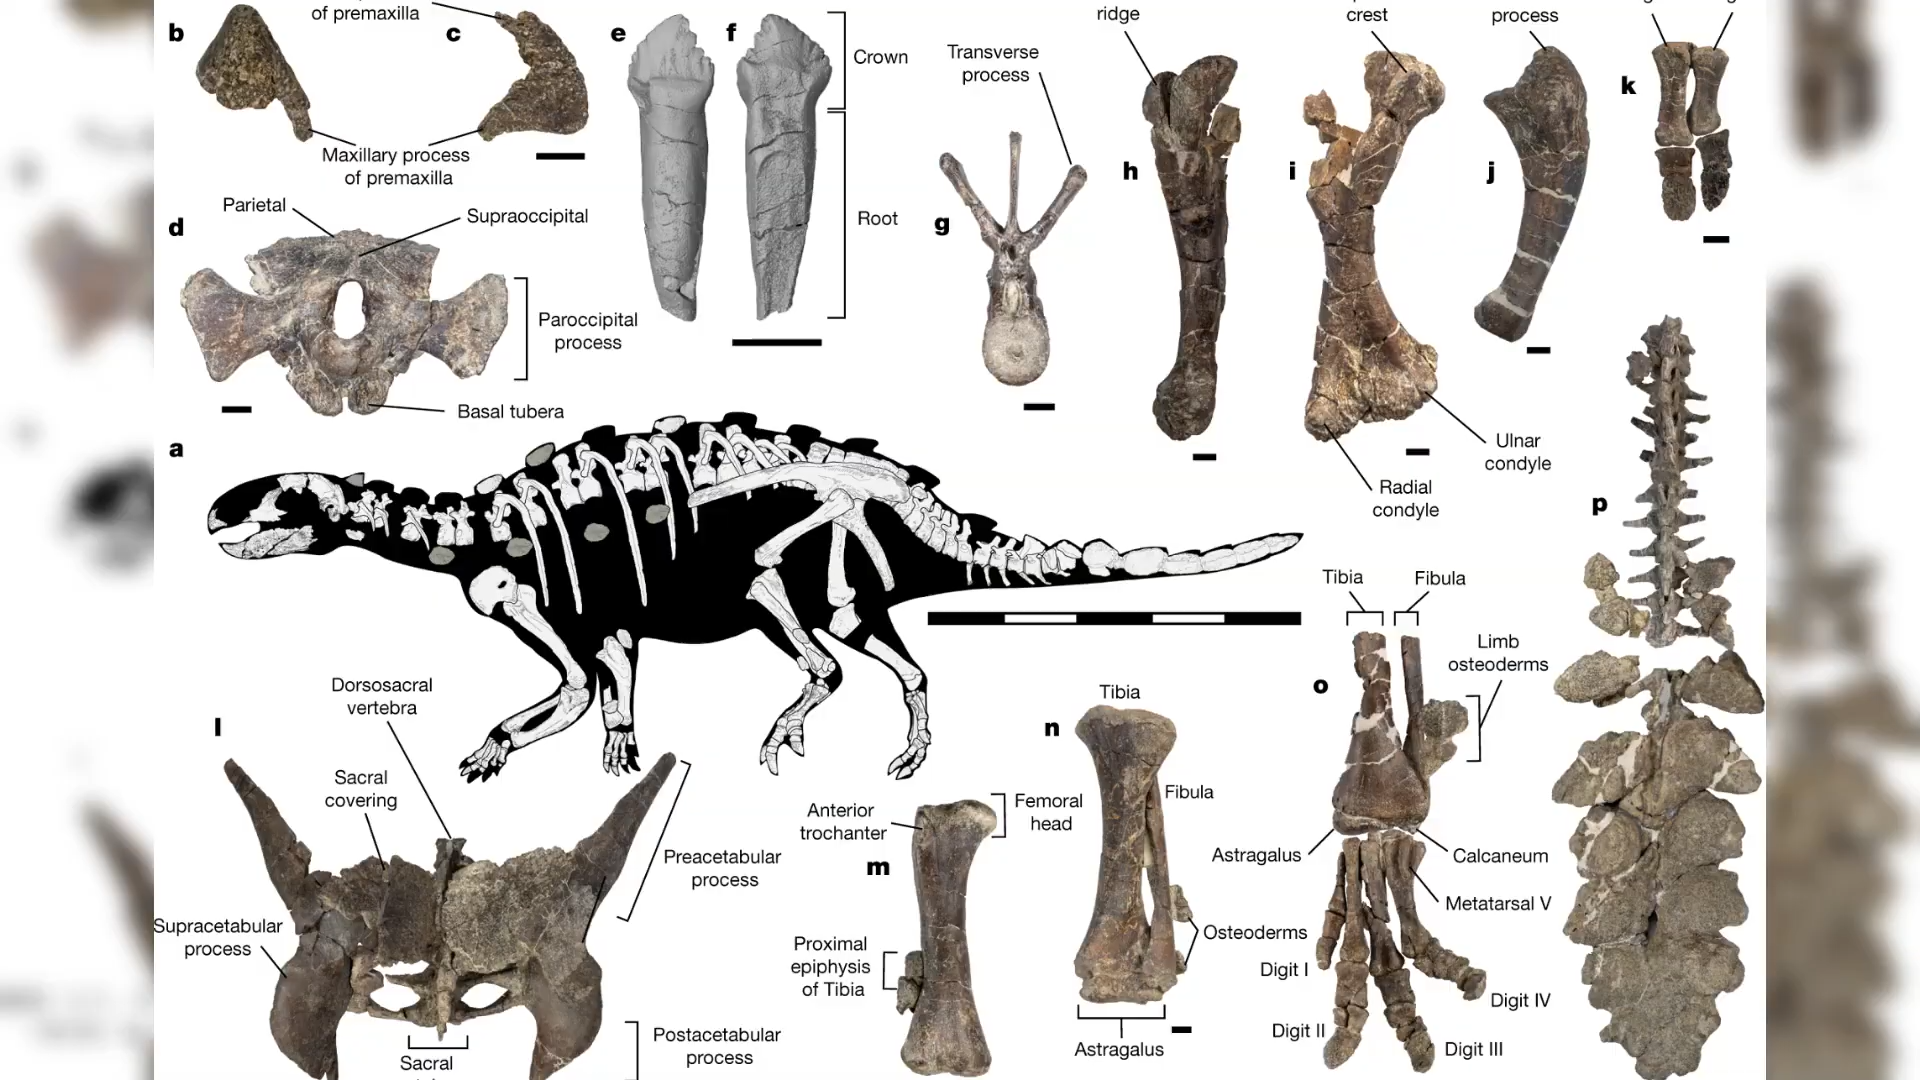 of premaxilla
b
c
Maxillary process
of premaxilla
e
f
Crown
Root
Parietal
Supraoccipital
d
Paroccipital
process
Basal tubera
Transverse
process
g
ridge
h
crest
i
Ulnar
condyle
Radial
condyle
process
j
k
a
p
l
Dorsosacral
vertebra
Sacral
covering
Preacetabular
process
Supracetabular
process
Postacetabular
process
Sacral
Anterior
trochanter
Femoral
head
m
Proximal
epiphysis
of Tibia
n
Tibia
Fibula
Osteoderms
Astragalus
o
Tibia
Fibula
Limb
osteoderms
Astragalus
Calcaneum
Metatarsal V
Digit I
Digit IV
Digit II
Digit III